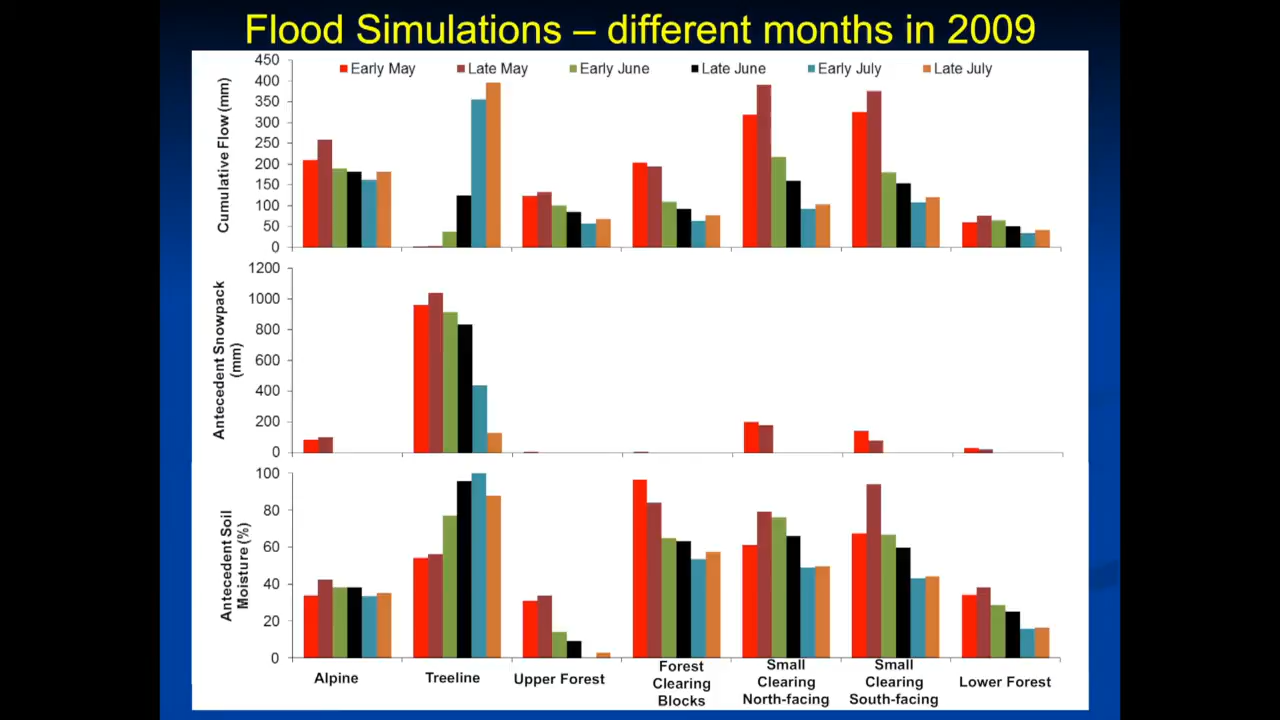 Flood Simulations – different months in 2009
Early May
Late May
Early June
Late June
Early July
Late July
Cumulative Flow (mm)
450
400
350
300
250
200
150
100
50
0
Antecedent Snowpack
(mm)
1200
1000
800
600
400
200
0
Antecedent Soil
Moisture (%)
100
80
60
40
20
0
Alpine
Treeline
Upper Forest
Forest
Clearing
Blocks
Small
Clearing
North-facing
Small
Clearing
South-facing
Lower Forest